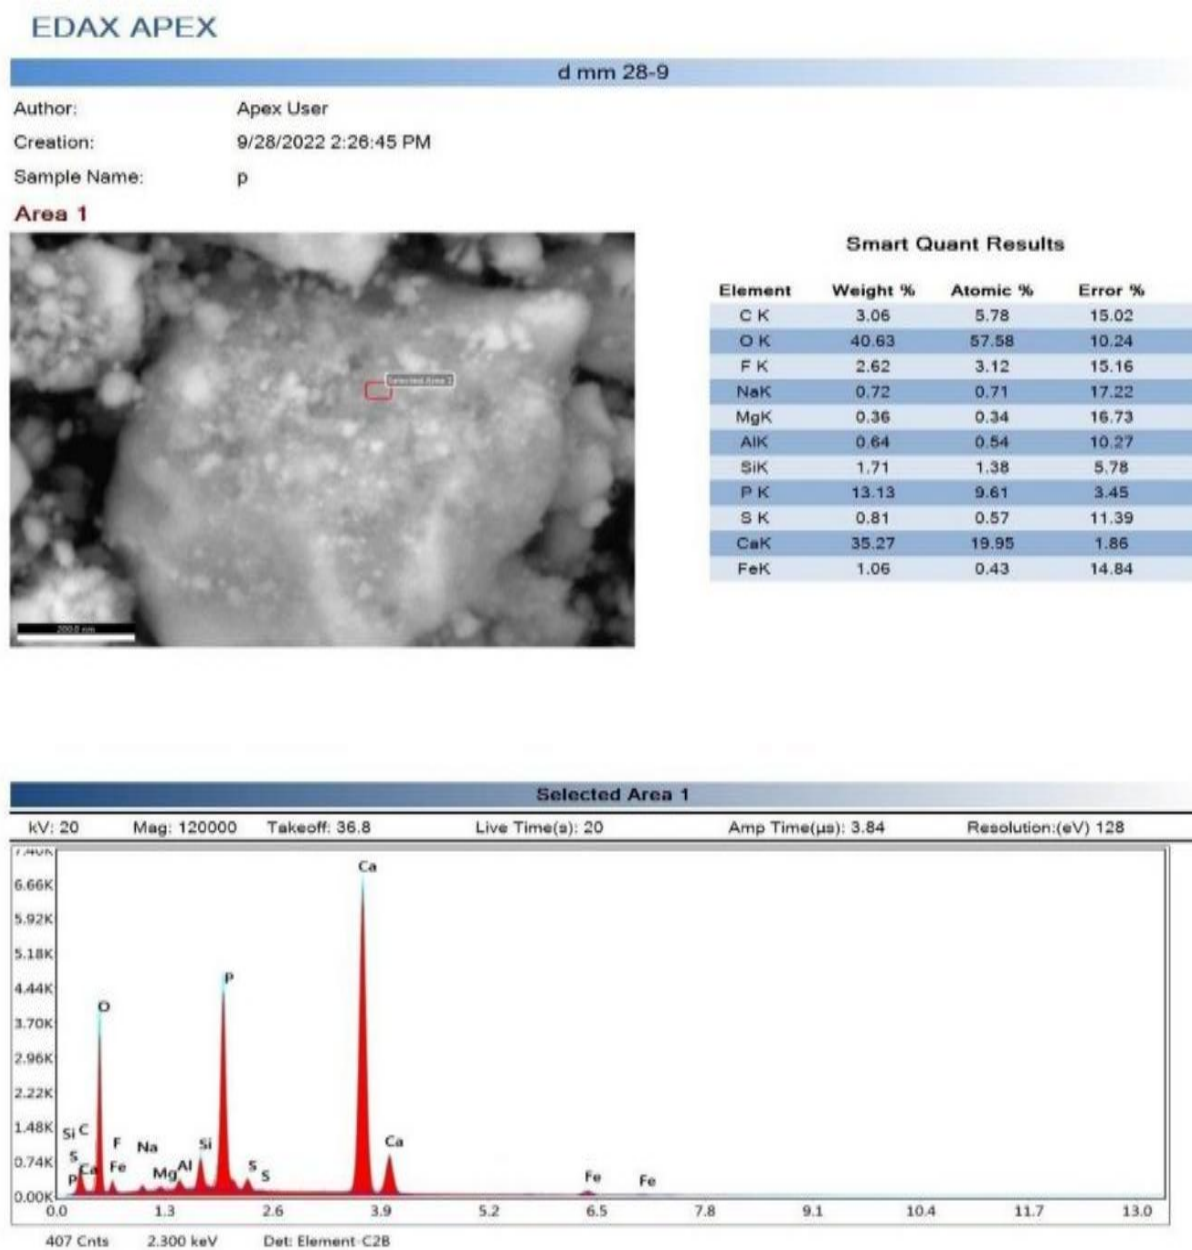 EDAX APEX
d mm 28-9
Author: Apex User
Creation: 9/28/2022 2:26:45 PM
Sample Name: p
Area 1
Selected Area 1
200.0 nm
Smart Quant Results
Element Weight % Atomic % Error %
C K 3.06 5.78 15.02
O K 40.63 57.58 10.24
F K 2.62 3.12 15.16
NaK 0.72 0.71 17.22
MgK 0.36 0.34 16.73
AlK 0.64 0.54 10.27
SiK 1.71 1.38 5.78
P K 13.13 9.61 3.45
S K 0.81 0.57 11.39
CaK 35.27 19.95 1.86
FeK 1.06 0.43 14.84
Selected Area 1
kV: 20 Mag: 120000 Takeoff: 36.8 Live Time(s): 20 Amp Time(µs): 3.84 Resolution:(eV) 128
7.40K
6.66K
5.92K
5.18K
4.44K
3.70K
2.96K
2.22K
1.48K
0.74K
0.00K
Ca
P
O
Si C
F Na Si Ca
S
P Ca Fe Mg Al S S Fe Fe
0.0 1.3 2.6 3.9 5.2 6.5 7.8 9.1 10.4 11.7 13.0
407 Cnts 2.300 keV Det: Element-C2B